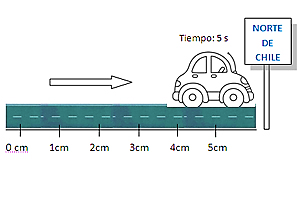 Tiempo: 5 s
NORTE
DE
CHILE
0 cm 1cm 2cm 3cm 4cm 5cm